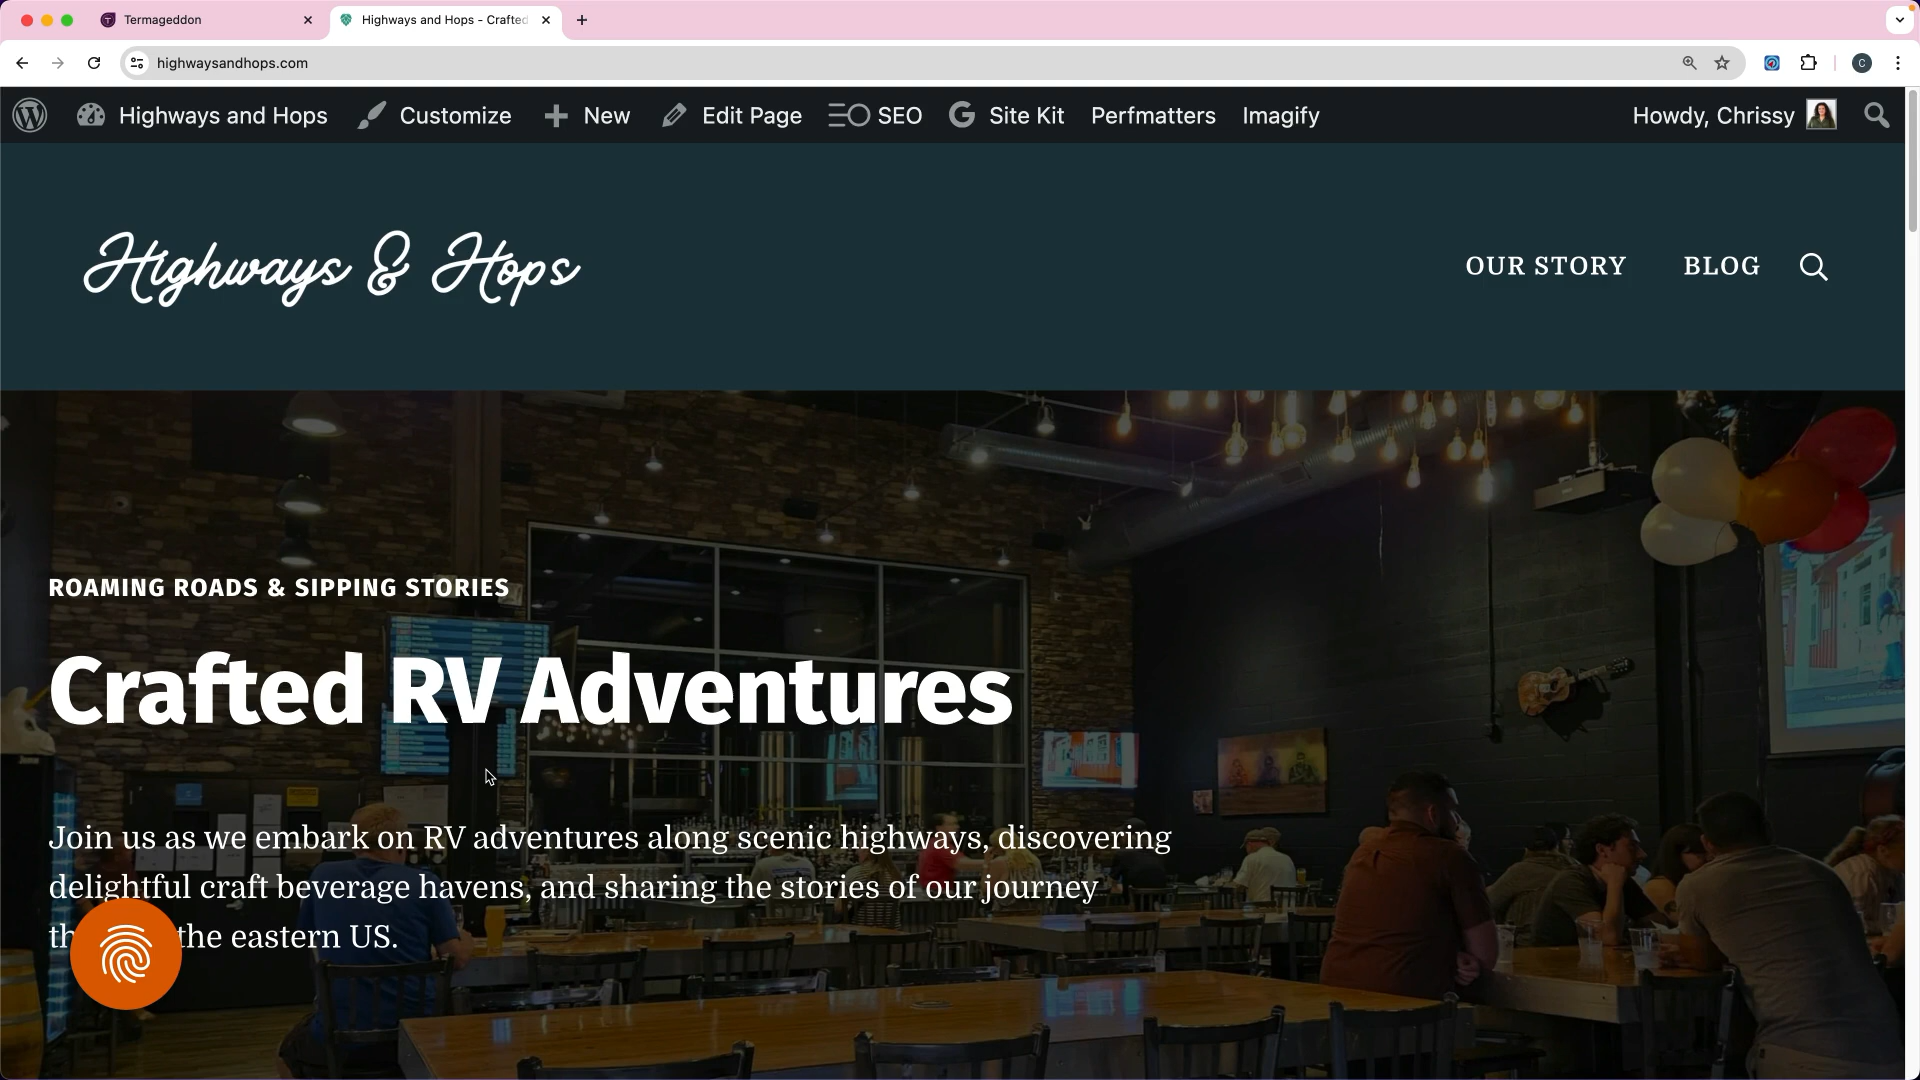 Termageddon
Highways and Hops - Crafted
highwaysandhops.com
C
Highways and Hops
Customize
New
Edit Page
SEO
Site Kit
Perfmatters
Imagify
Howdy, Chrissy
Highways & Hops
OUR STORY
BLOG
ROAMING ROADS & SIPPING STORIES
Crafted RV Adventures
Join us as we embark on RV adventures along scenic highways, discovering
delightful craft beverage havens, and sharing the stories of our journey
the eastern US.